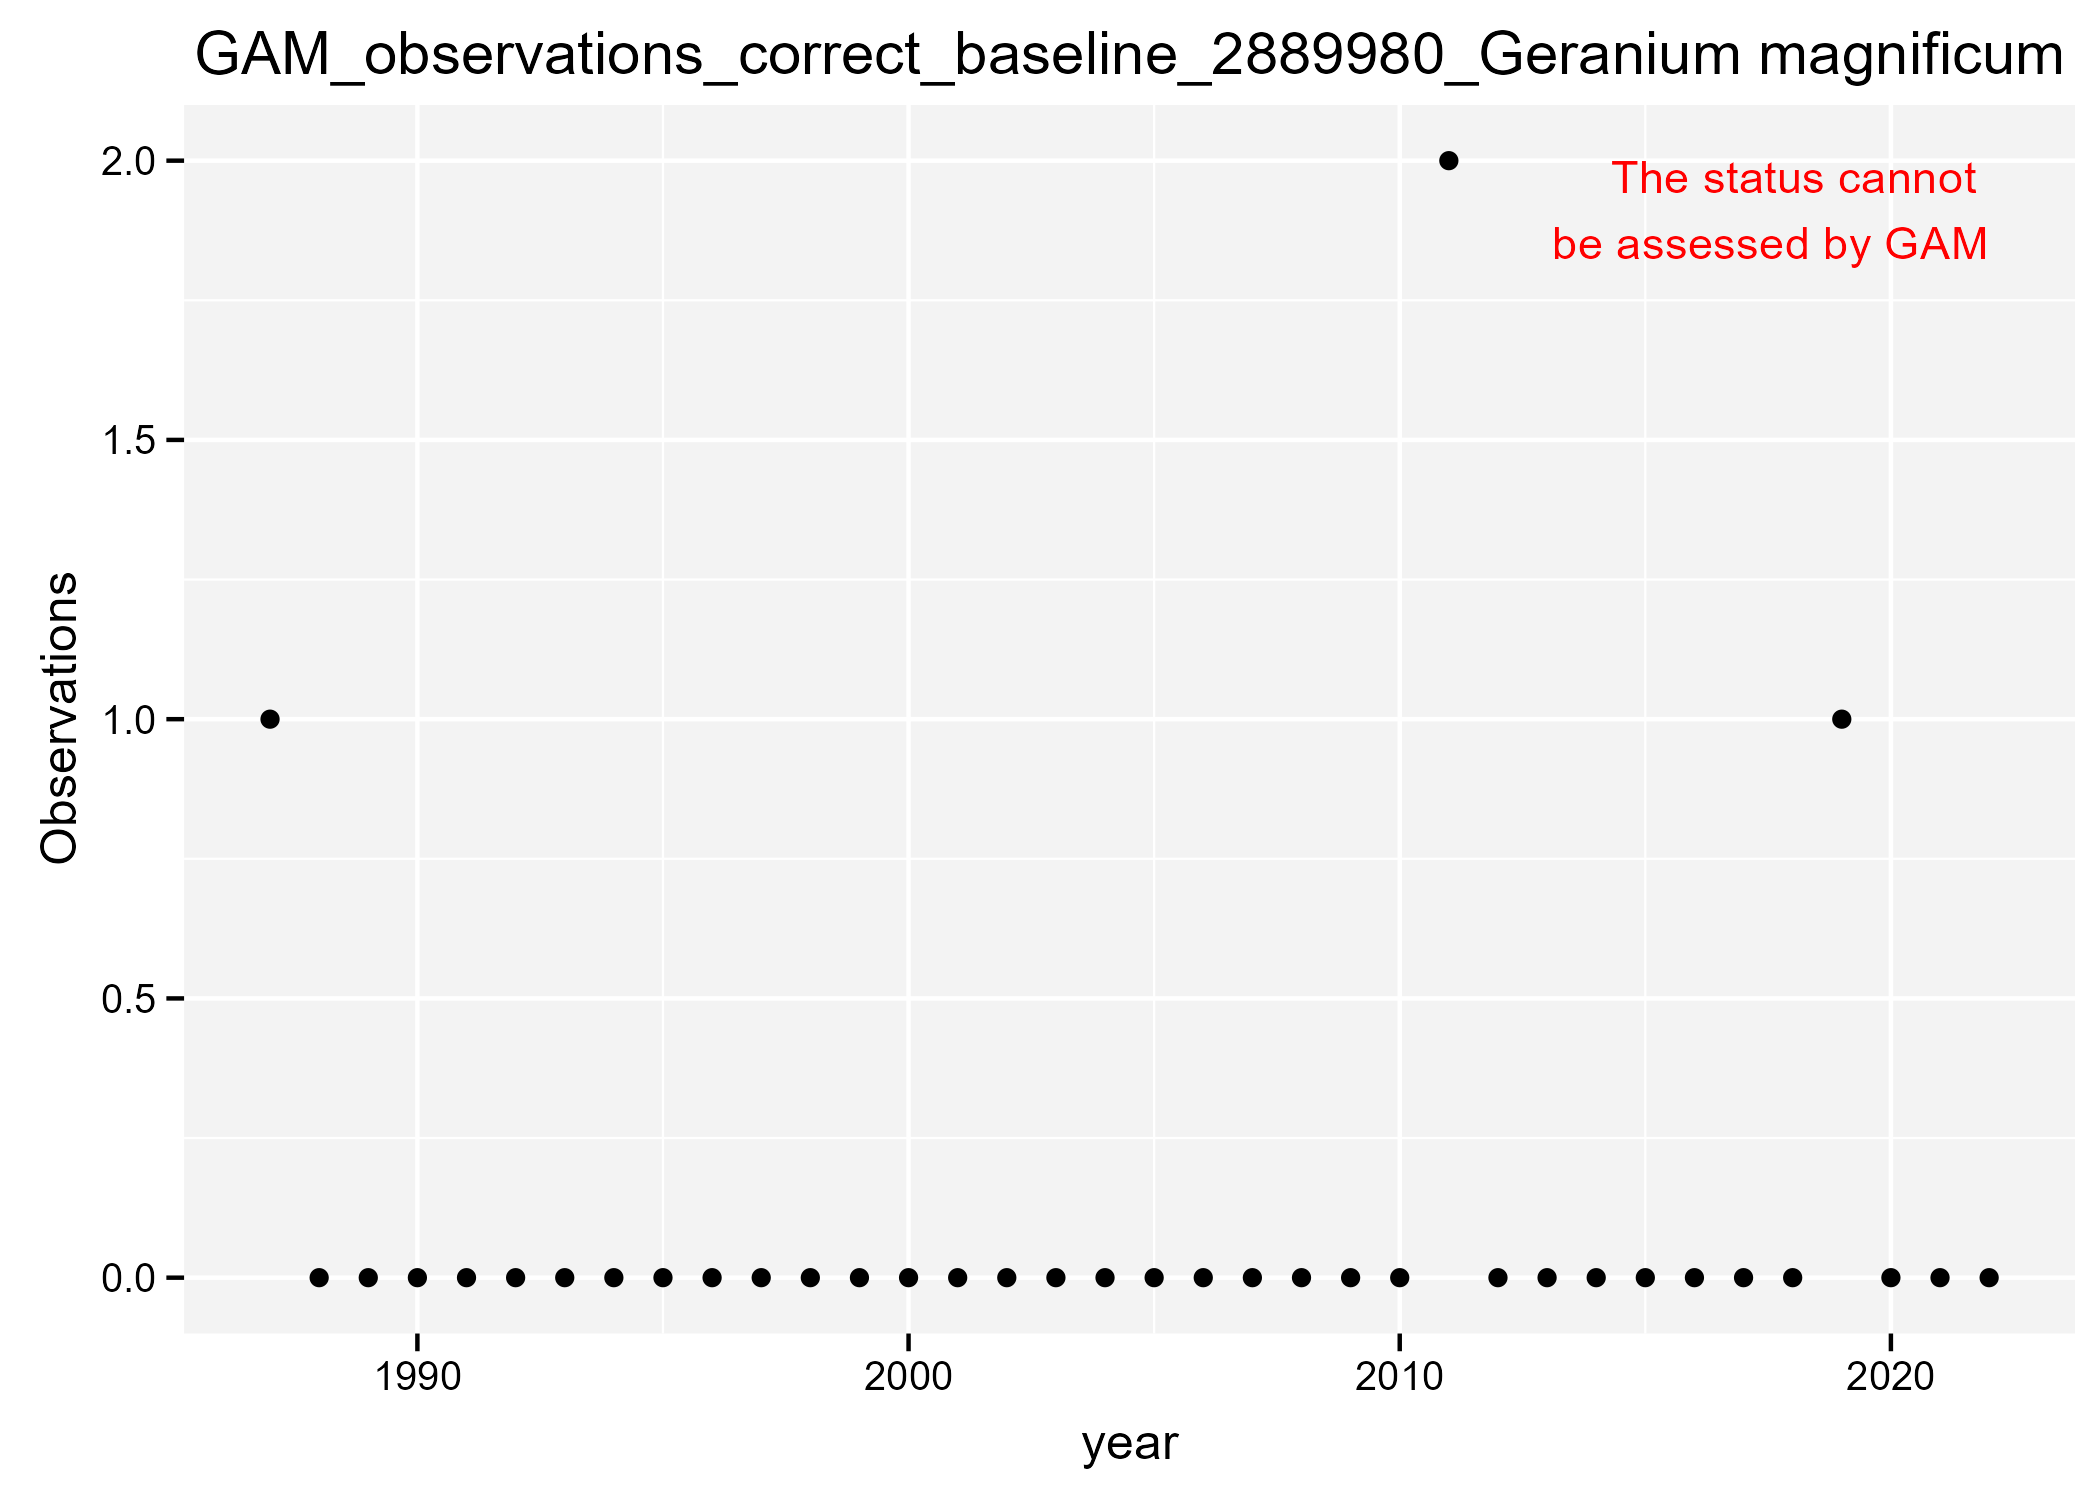 GAM_observations_correct_baseline_2889980_Geranium magnificum
2.0
The status cannot
be assessed by GAM
1.5
1.0
0.5
0.0
Observations
1990 2000 2010 2020
year